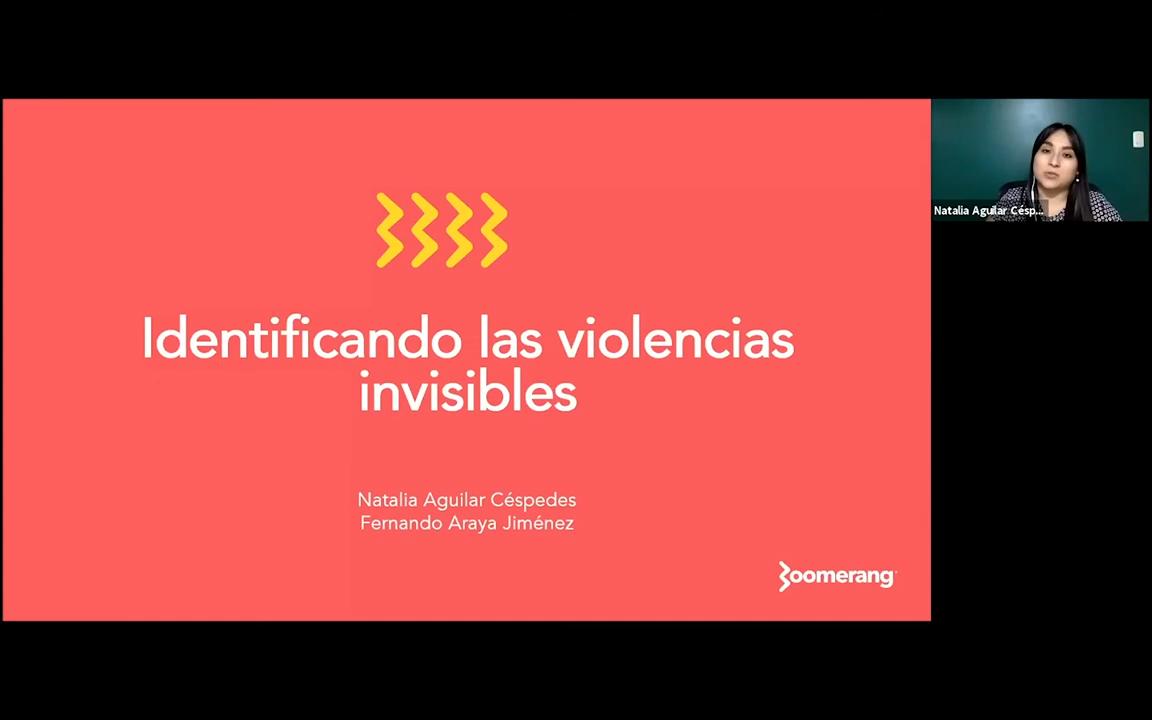 Identificando las violencias
invisibles
Natalia Aguilar Céspedes
Fernando Araya Jiménez
Boomerang
Natalia Aguilar Césp...